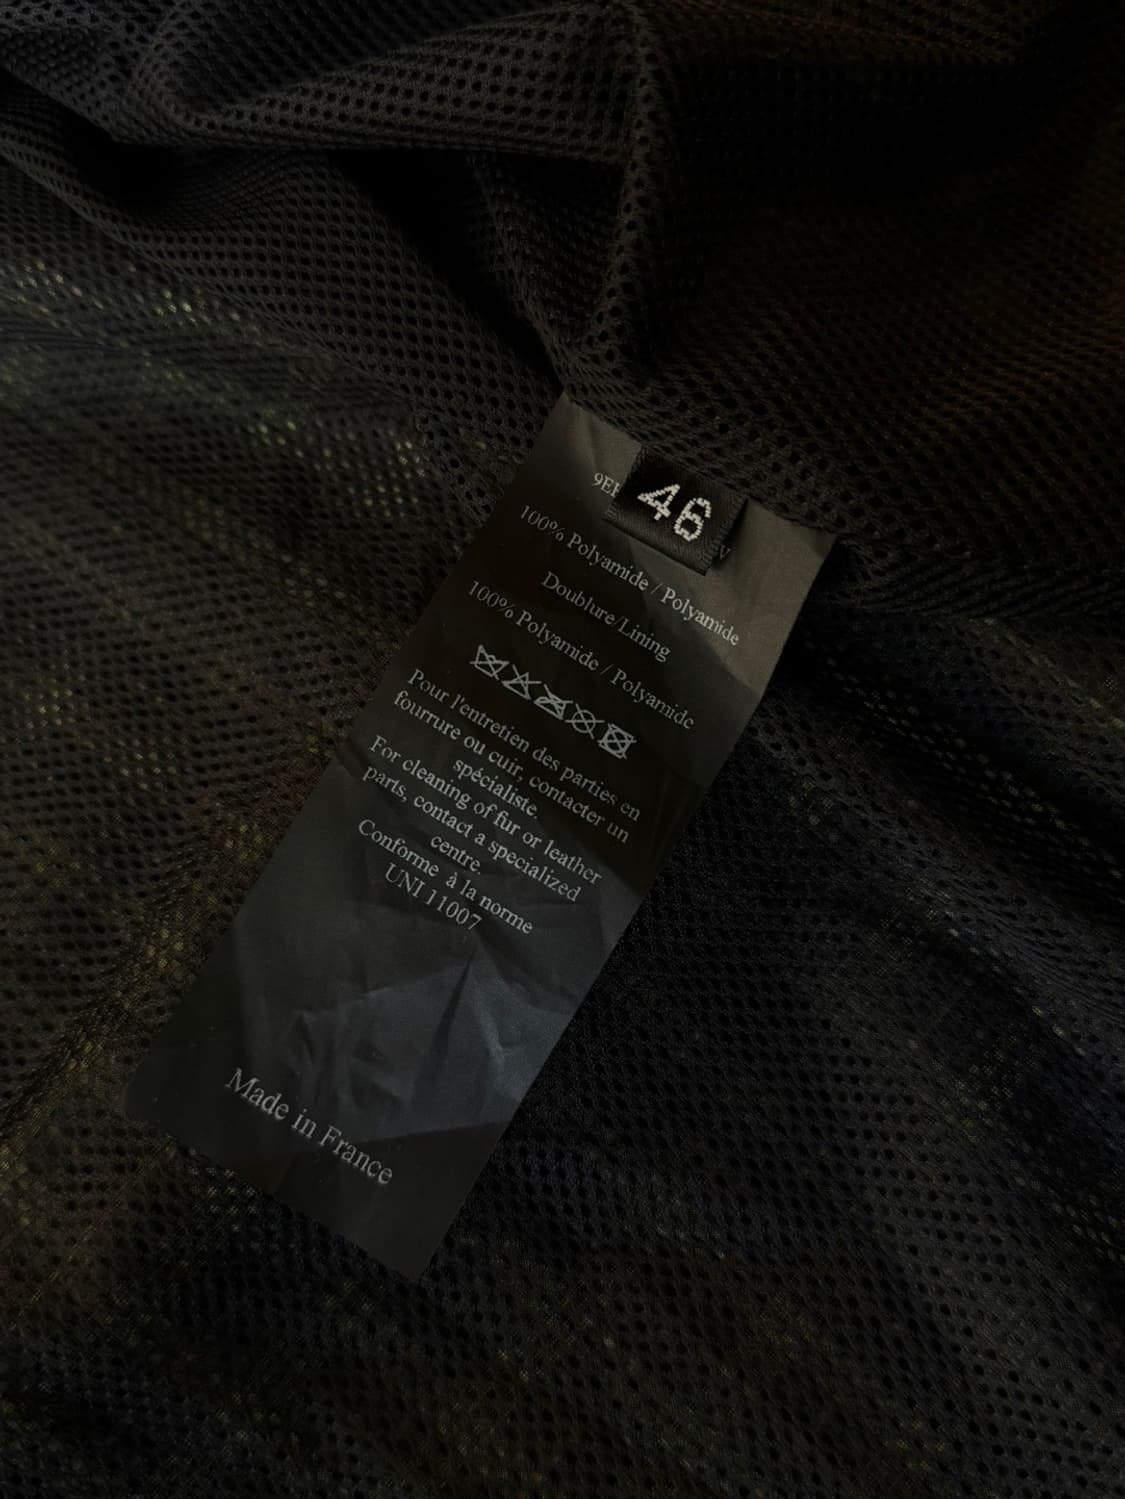 46
100% Polyamide / Polyamide
Doublure/Lining
100% Polyamide / Polyamide
Pour l'entretien des parties en
fourrure ou cuir, contacter un
spécialiste.
For cleaning of fur or leather
parts, contact a specialized
centre.
Conforme à la norme
UNI 11007
Made in France